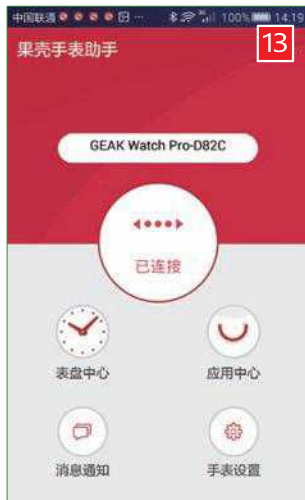 中国联通 100% 14:19
13
果壳手表助手
GEAK Watch Pro-D82C
已连接
表盘中心 应用中心
消息通知 手表设置